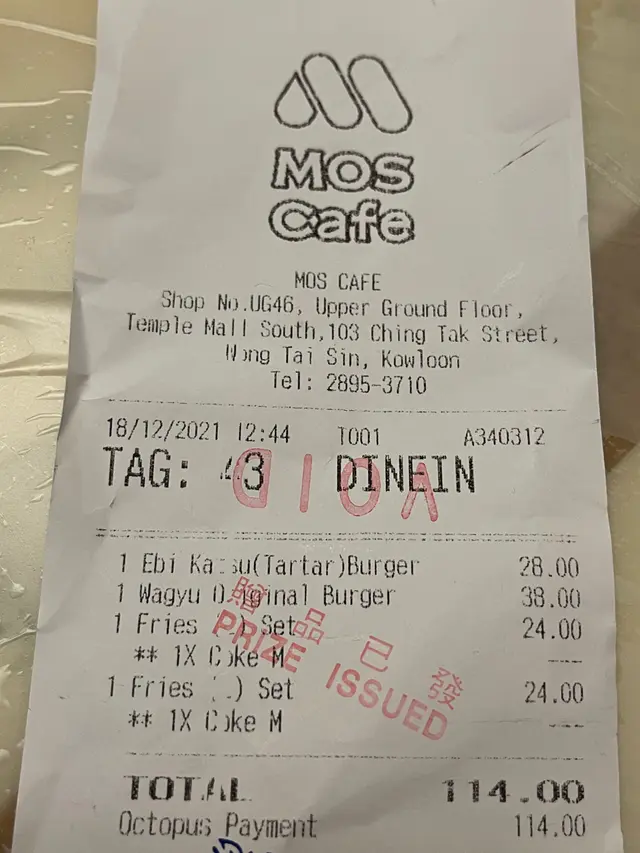 MOS
Cafe
MOS CAFE
Shop No.UG46, Upper Ground Floor,
Temple Mall South,103 Ching Tak Street,
Wong Tai Sin, Kowloon
Tel: 2895-3710
18/12/2021 12:44 T001 A340312
TAG: 43 DINEIN
VOID
1 Ebi Katsu(Tartar)Burger 28.00
1 Wagyu Original Burger 38.00
1 Fries (L) Set 24.00
** 1X Coke M ----
1 Fries (L) Set 24.00
** 1X Coke M ----
贈品已發
PRIZE ISSUED
TOTAL 114.00
Octopus Payment 114.00